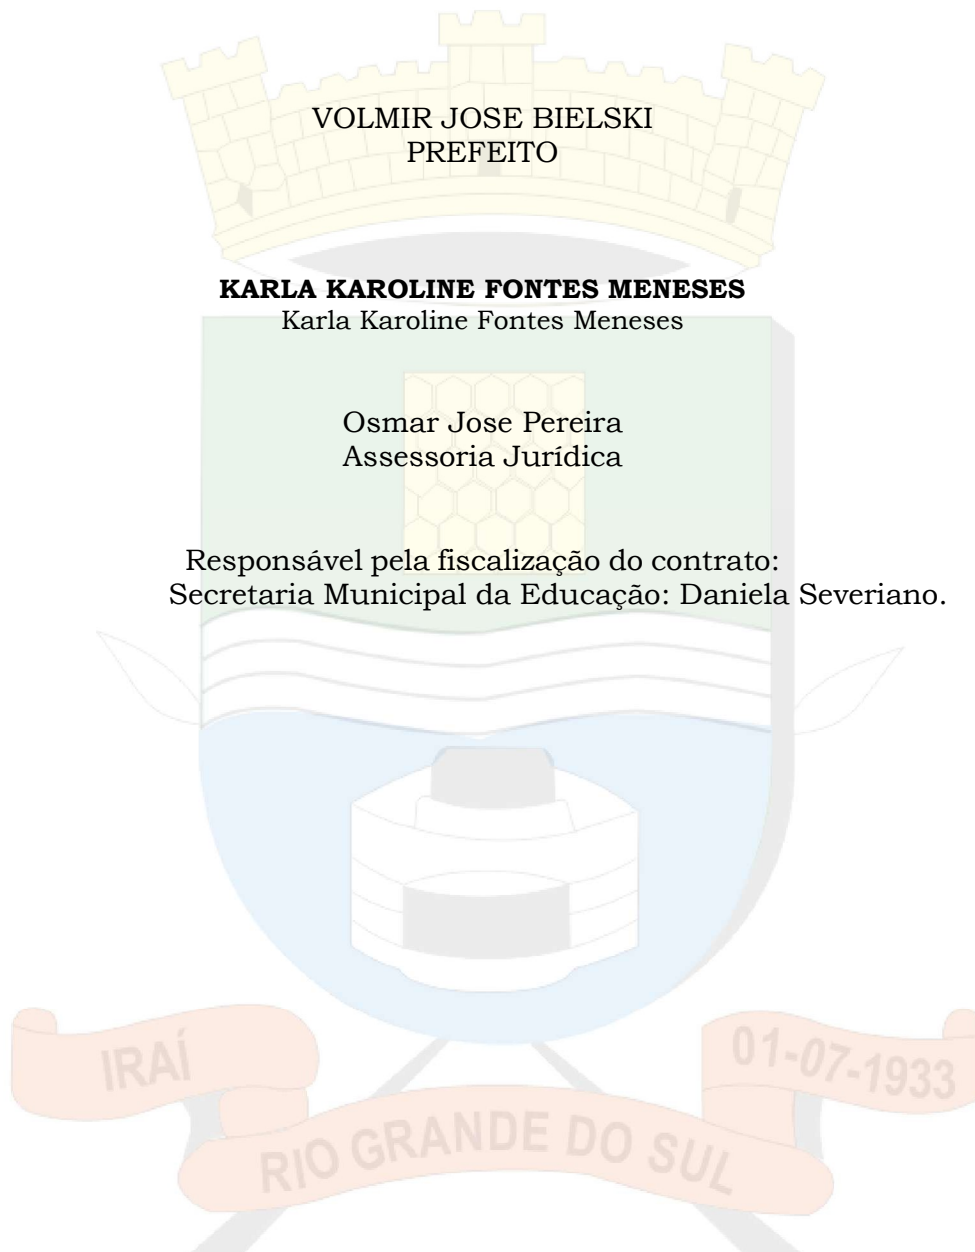 VOLMIR JOSE BIELSKI
PREFEITO
KARLA KAROLINE FONTES MENESES
Karla Karoline Fontes Meneses
Osmar Jose Pereira
Assessoria Jurídica
Responsável pela fiscalização do contrato:
Secretaria Municipal da Educação: Daniela Severiano.
IRAÍ
RIO GRANDE DO SUL
01-07-1933